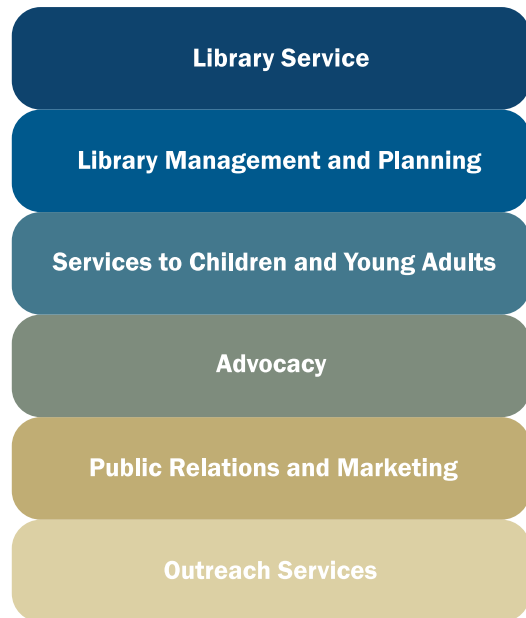 Library Service
Library Management and Planning
Services to Children and Young Adults
Advocacy
Public Relations and Marketing
Outreach Services